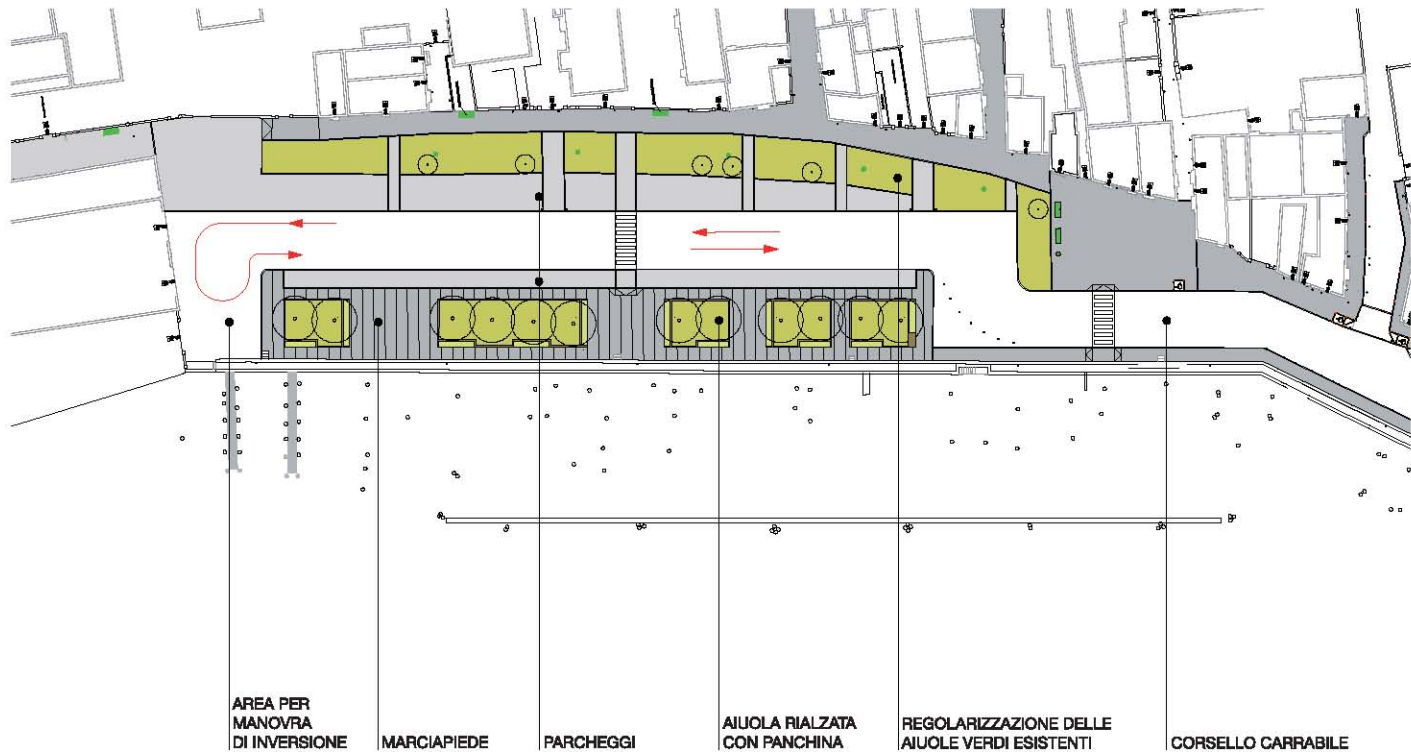 AREA PER
MANOVRA
DI INVERSIONE
MARCIAPIEDE
PARCHEGGI
AIUOLA RIALZATA
CON PANCHINA
REGOLARIZZAZIONE DELLE
AIUOLE VERDI ESISTENTI
CORSELLO CARRABILE